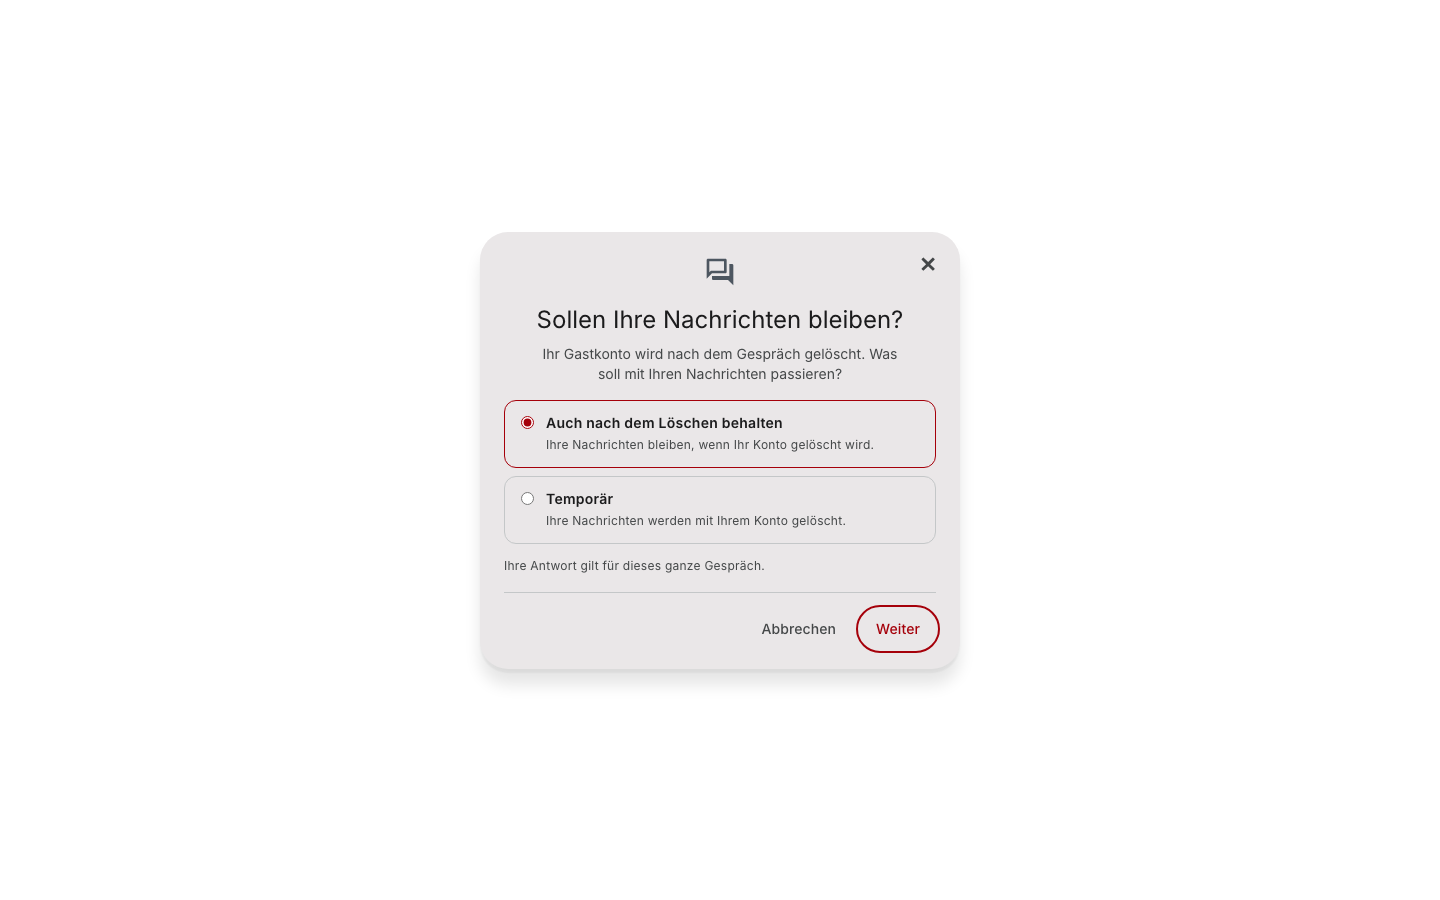 Sollen Ihre Nachrichten bleiben?
Ihr Gastkonto wird nach dem Gespräch gelöscht. Was
soll mit Ihren Nachrichten passieren?
Auch nach dem Löschen behalten
Ihre Nachrichten bleiben, wenn Ihr Konto gelöscht wird.
Temporär
Ihre Nachrichten werden mit Ihrem Konto gelöscht.
Ihre Antwort gilt für dieses ganze Gespräch.
Abbrechen
Weiter